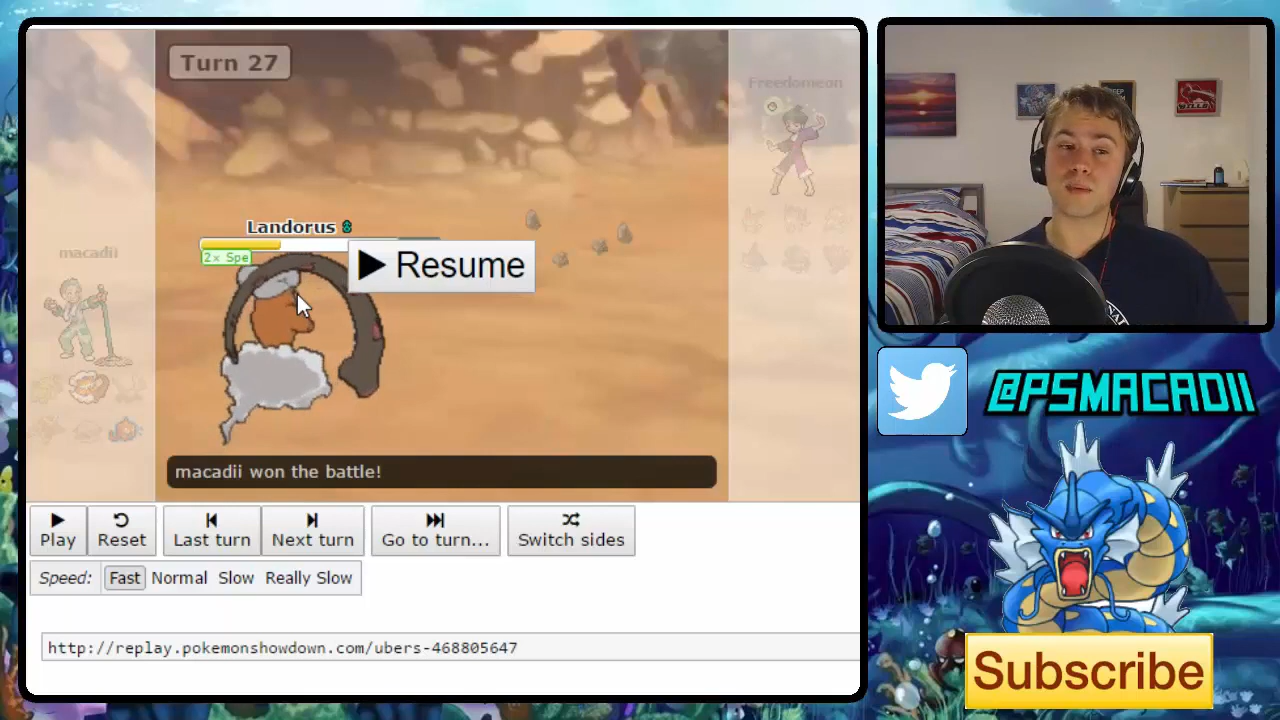 Turn 27
Freedomeon
Landorus
2x Spe
Resume
macadii
macadii won the battle!
Play
Reset
Last turn
Next turn
Go to turn...
Switch sides
Speed:
Fast
Normal
Slow
Really Slow
http://replay.pokemonshowdown.com/ubers-468805647
@PSMACADII
Subscribe